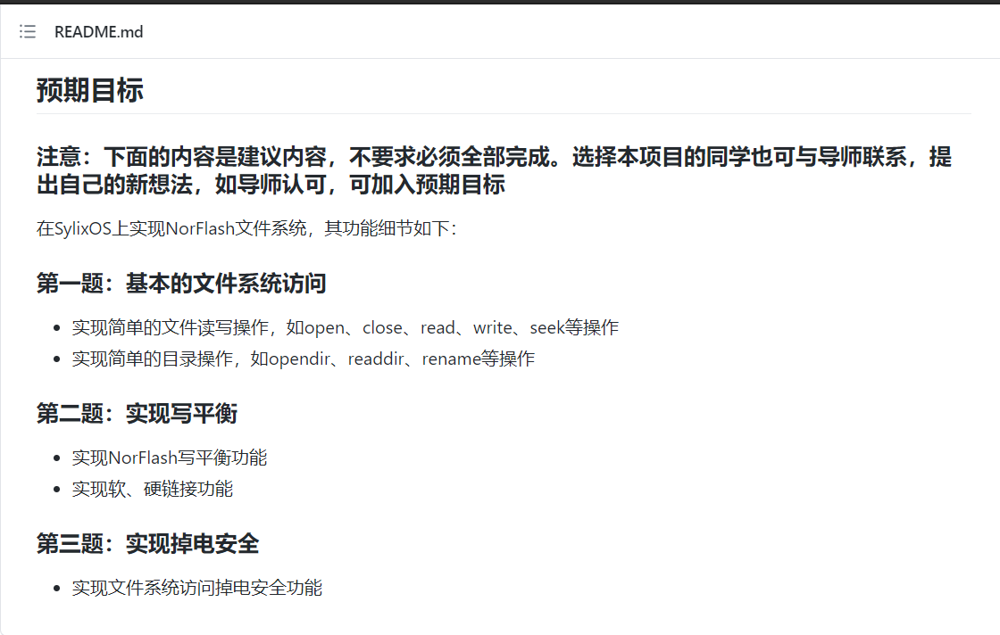 README.md
预期目标
注意：下面的内容是建议内容，不要求必须全部完成。选择本项目的同学也可与导师联系，提
出自己的新想法，如导师认可，可加入预期目标
在SylixOS上实现NorFlash文件系统，其功能细节如下：
第一题：基本的文件系统访问
实现简单的文件读写操作，如open、close、read、write、seek等操作
实现简单的目录操作，如opendir、readdir、rename等操作
第二题：实现写平衡
实现NorFlash写平衡功能
实现软、硬链接功能
第三题：实现掉电安全
实现文件系统访问掉电安全功能